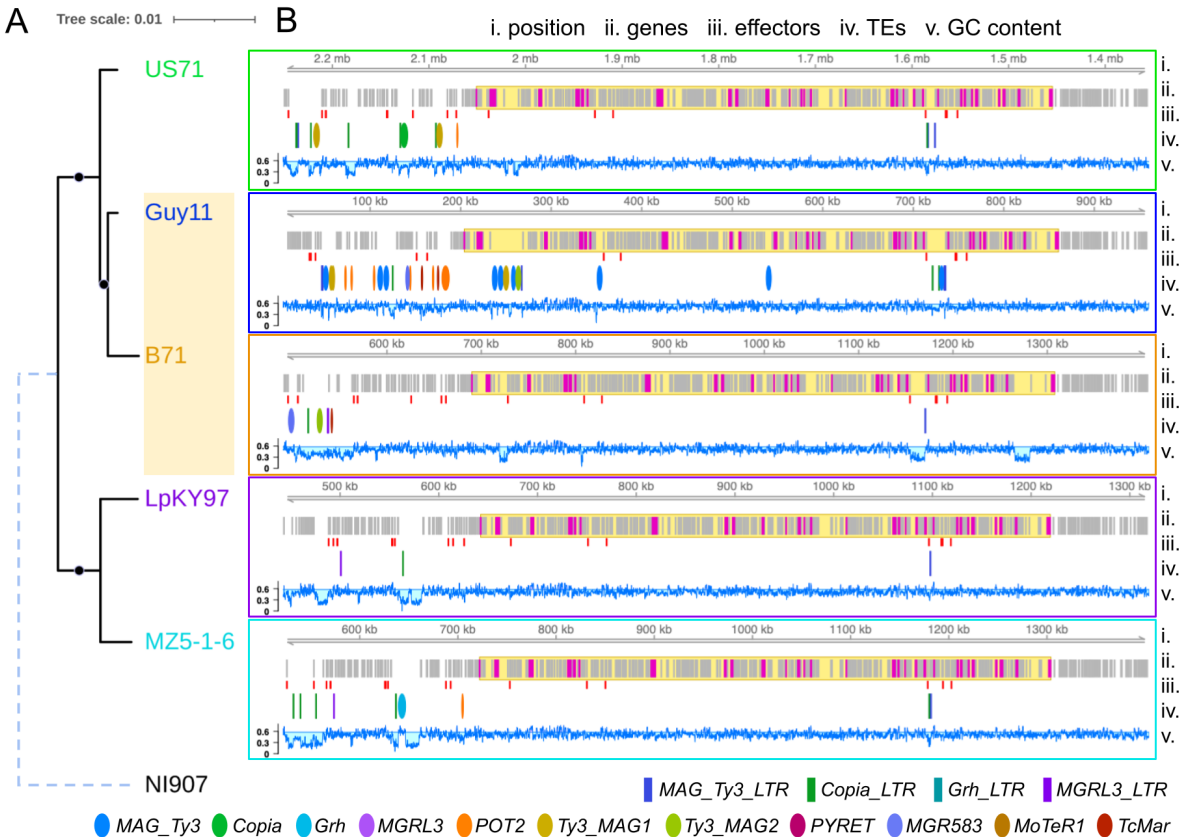 A
Tree scale: 0.01
B
i. position ii. genes iii. effectors iv. TEs v. GC content
US71
2.2 mb 2.1 mb 2 mb 1.9 mb 1.8 mb 1.7 mb 1.6 mb 1.5 mb 1.4 mb
i.
ii.
iii.
iv.
0.6
0.3
0
v.
Guy11
100 kb 200 kb 300 kb 400 kb 500 kb 600 kb 700 kb 800 kb 900 kb
i.
ii.
iii.
iv.
0.6
0.3
0
v.
B71
600 kb 700 kb 800 kb 900 kb 1000 kb 1100 kb 1200 kb 1300 kb
i.
ii.
iii.
iv.
0.6
0.3
0
v.
LpKY97
500 kb 600 kb 700 kb 800 kb 900 kb 1000 kb 1100 kb 1200 kb 1300 kb
i.
ii.
iii.
iv.
0.6
0.3
0
v.
MZ5-1-6
600 kb 700 kb 800 kb 900 kb 1000 kb 1100 kb 1200 kb 1300 kb
i.
ii.
iii.
iv.
0.6
0.3
0
v.
NI907
MAG_Ty3_LTR Copia_LTR Grh_LTR MGRL3_LTR
MAG_Ty3 Copia Grh MGRL3 POT2 Ty3_MAG1 Ty3_MAG2 PYRET MGR583 MoTeR1 TcMar